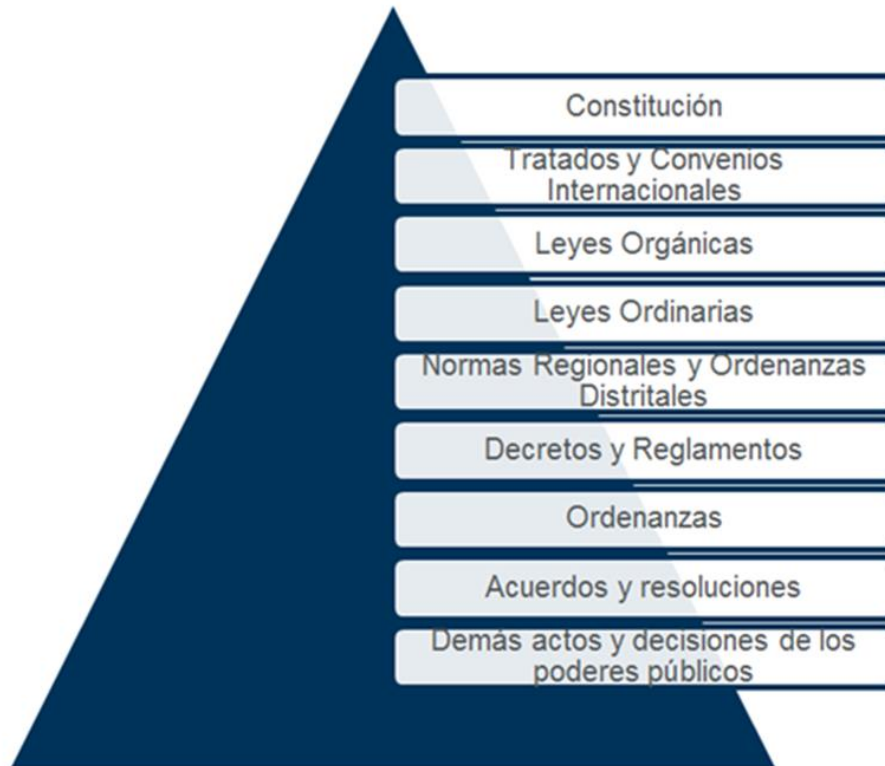 Constitución
Tratados y Convenios
Internacionales
Leyes Orgánicas
Leyes Ordinarias
Normas Regionales y Ordenanzas
Distritales
Decretos y Reglamentos
Ordenanzas
Acuerdos y resoluciones
Demás actos y decisiones de los
poderes públicos